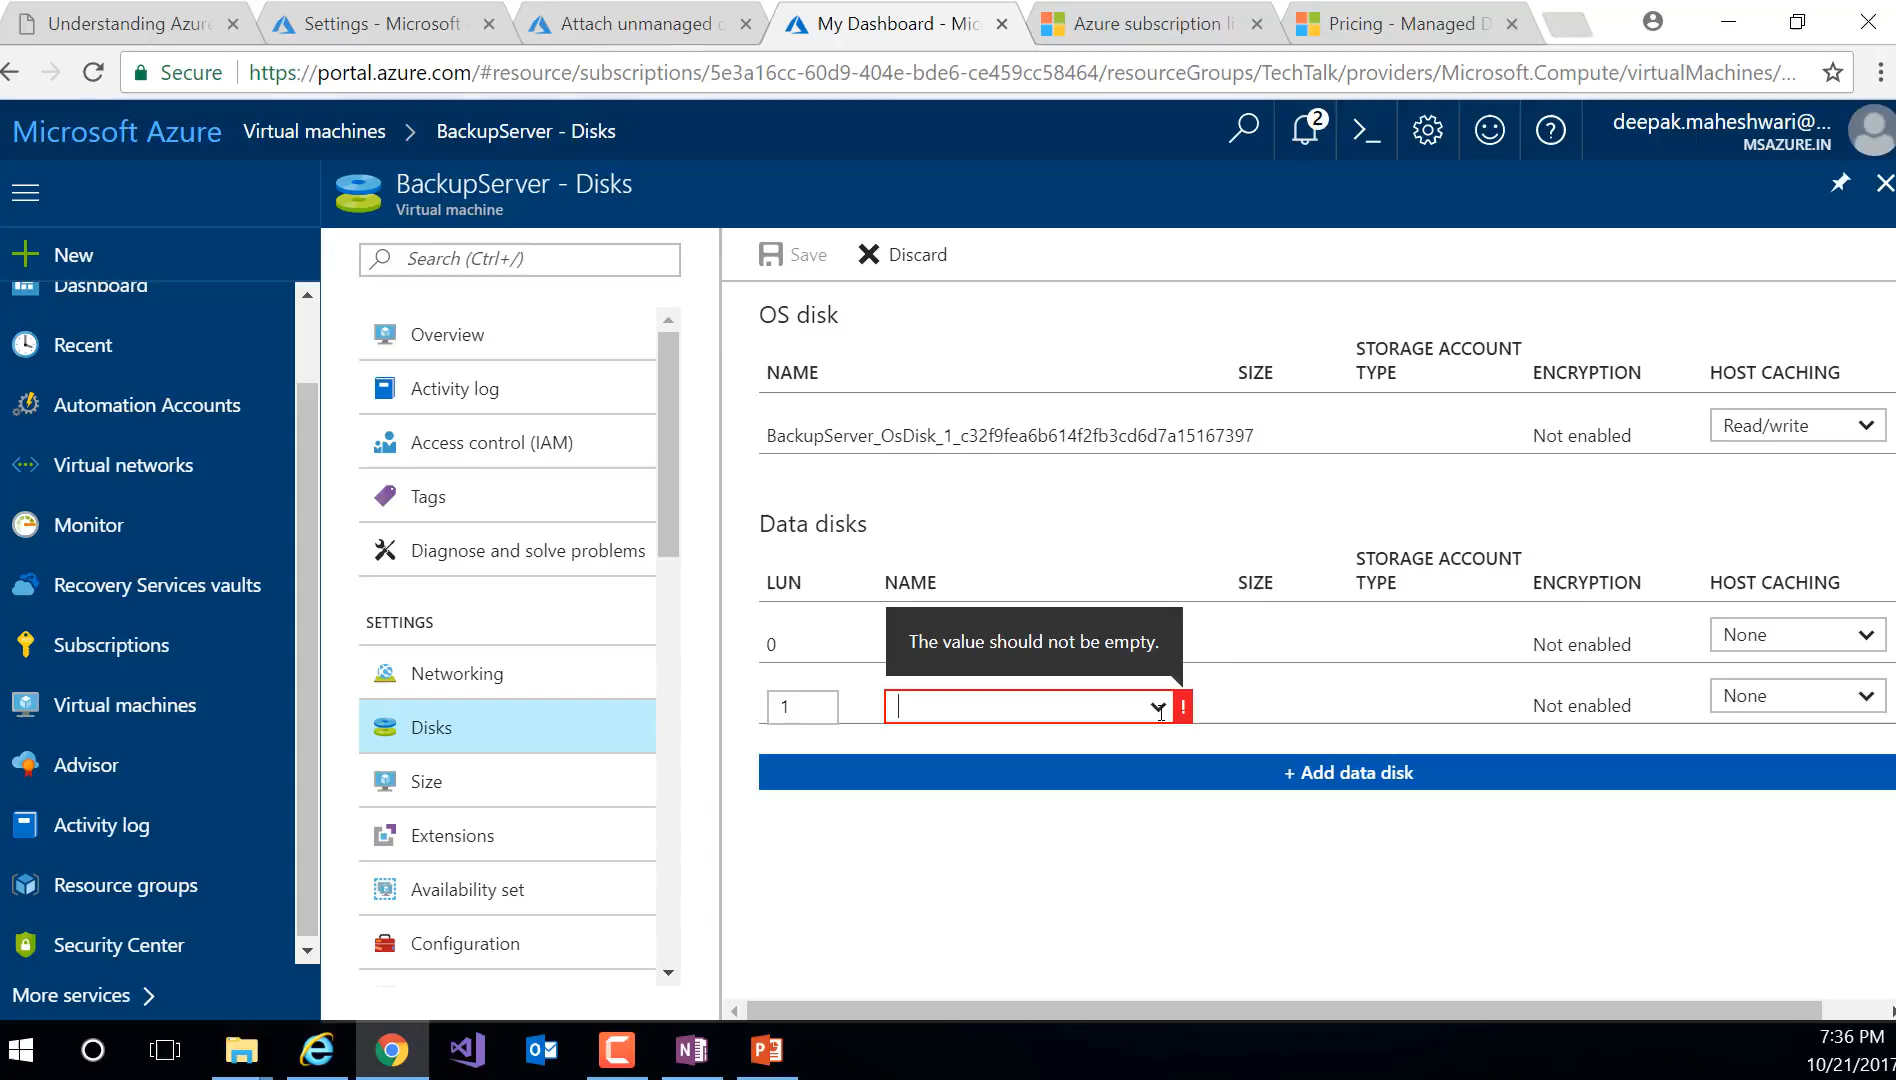 Understanding Azure
Settings - Microsoft
Attach unmanaged d
My Dashboard - Mic
Azure subscription li
Pricing - Managed D
Secure
https://portal.azure.com/#resource/subscriptions/5e3a16cc-60d9-404e-bde6-ce459cc58464/resourceGroups/TechTalk/providers/Microsoft.Compute/virtualMachines/...
Microsoft Azure
Virtual machines
BackupServer - Disks
2
deepak.maheshwari@...
MSAZURE.IN
BackupServer - Disks
Virtual machine
New
Dashboard
Recent
Automation Accounts
Virtual networks
Monitor
Recovery Services vaults
Subscriptions
Virtual machines
Advisor
Activity log
Resource groups
Security Center
More services
Search (Ctrl+/)
Overview
Activity log
Access control (IAM)
Tags
Diagnose and solve problems
SETTINGS
Networking
Disks
Size
Extensions
Availability set
Configuration
Save
Discard
OS disk
NAME
SIZE
STORAGE ACCOUNT
TYPE
ENCRYPTION
HOST CACHING
BackupServer_OsDisk_1_c32f9fea6b614f2fb3cd6d7a15167397
Not enabled
Read/write
Data disks
LUN
NAME
SIZE
STORAGE ACCOUNT
TYPE
ENCRYPTION
HOST CACHING
0
The value should not be empty.
Not enabled
None
1
!
Not enabled
None
+ Add data disk
7:36 PM
10/21/2017